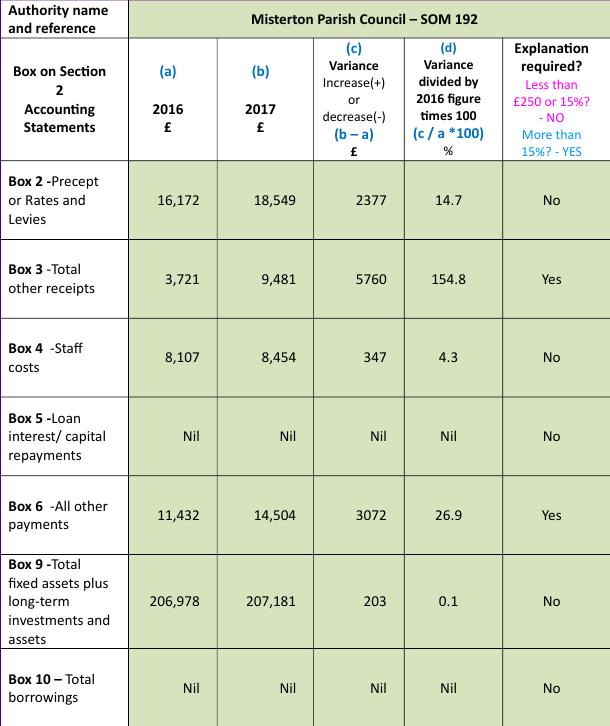 Authority name
and reference
Misterton Parish Council – SOM 192
Box on Section
2
Accounting
Statements
(a)
2016
£
(b)
2017
£
(c)
Variance
Increase(+)
or
decrease(-)
(b – a)
£
(d)
Variance
divided by
2016 figure
times 100
(c / a *100)
%
Explanation
required?
Less than
£250 or 15%?
- NO
More than
15%? - YES
Box 2 -Precept
or Rates and
Levies
16,172
18,549
2377
14.7
No
Box 3 -Total
other receipts
3,721
9,481
5760
154.8
Yes
Box 4 -Staff
costs
8,107
8,454
347
4.3
No
Box 5 -Loan
interest/ capital
repayments
Nil
Nil
Nil
Nil
No
Box 6 -All other
payments
11,432
14,504
3072
26.9
Yes
Box 9 -Total
fixed assets plus
long-term
investments and
assets
206,978
207,181
203
0.1
No
Box 10 – Total
borrowings
Nil
Nil
Nil
Nil
No